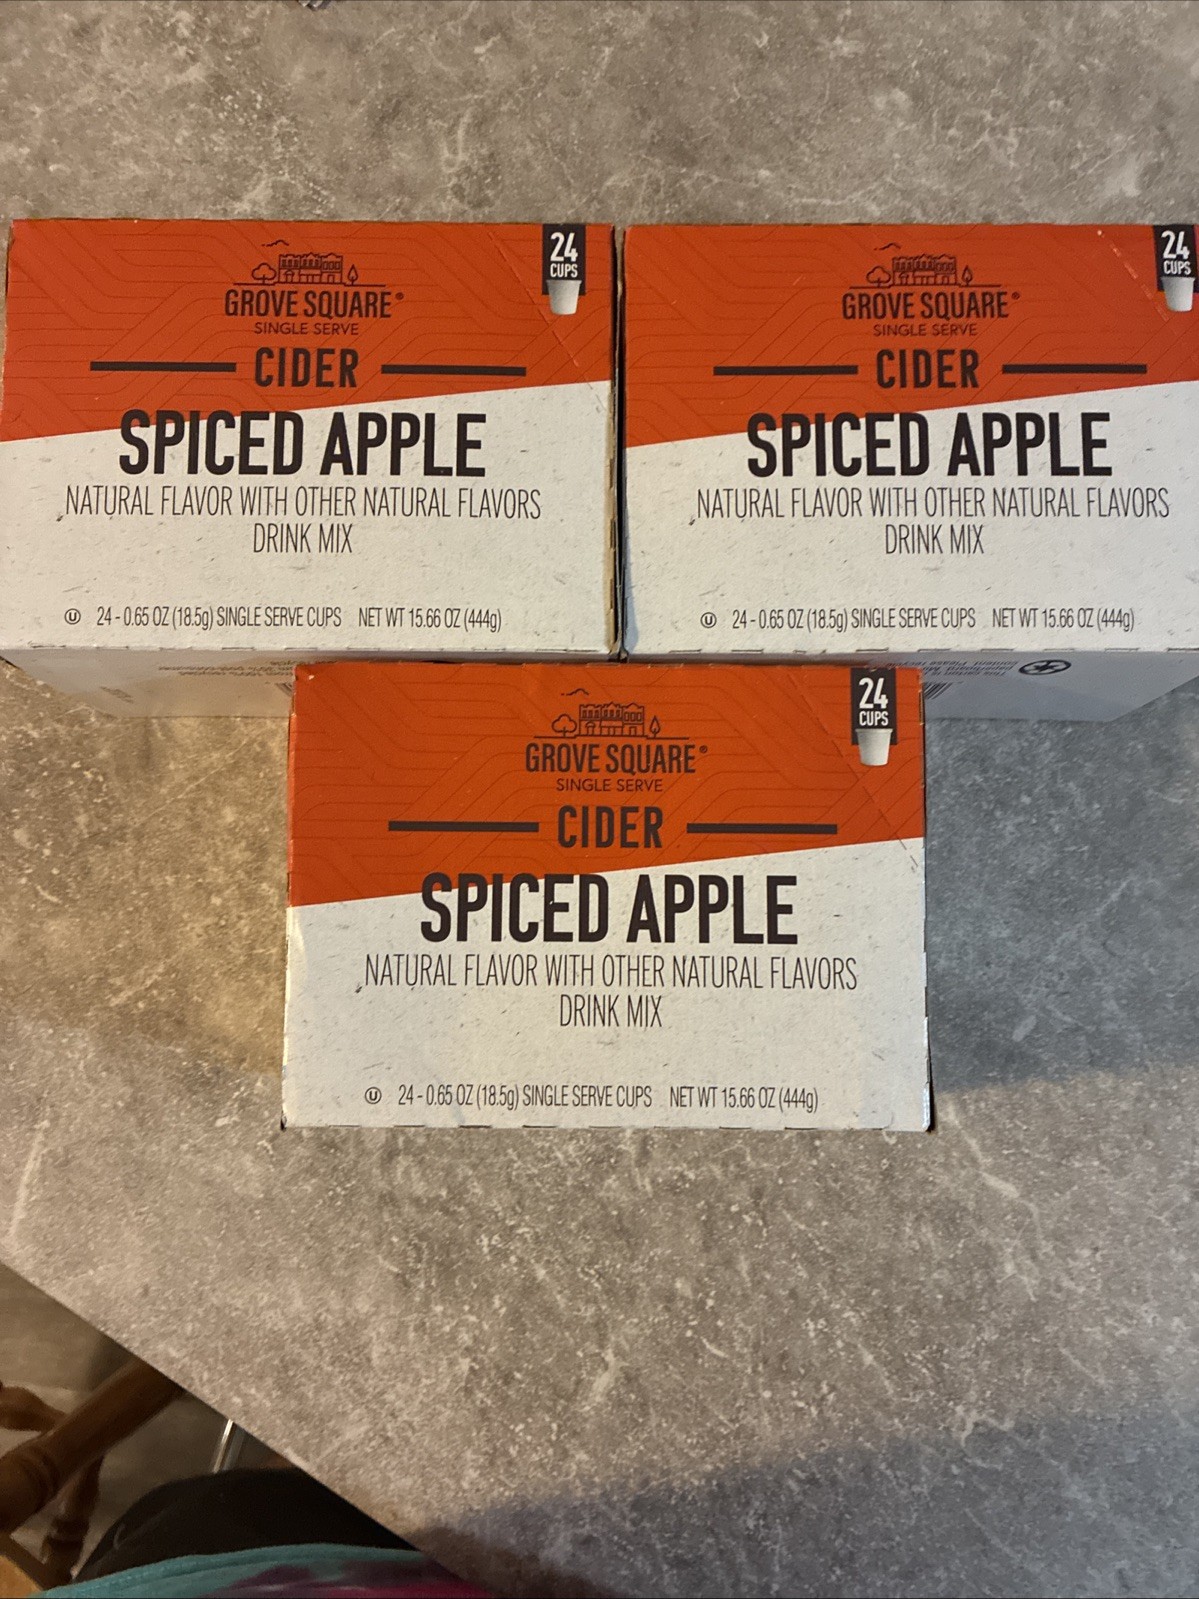 GROVE SQUARE®
SINGLE SERVE
CIDER
24
CUPS
SPICED APPLE
NATURAL FLAVOR WITH OTHER NATURAL FLAVORS
DRINK MIX
Ⓤ 24 - 0.65 OZ (18.5g) SINGLE SERVE CUPS NET WT 15.66 OZ (444g)
GROVE SQUARE®
SINGLE SERVE
CIDER
24
CUPS
SPICED APPLE
NATURAL FLAVOR WITH OTHER NATURAL FLAVORS
DRINK MIX
Ⓤ 24 - 0.65 OZ (18.5g) SINGLE SERVE CUPS NET WT 15.66 OZ (444g)
GROVE SQUARE®
SINGLE SERVE
CIDER
24
CUPS
SPICED APPLE
NATURAL FLAVOR WITH OTHER NATURAL FLAVORS
DRINK MIX
Ⓤ 24 - 0.65 OZ (18.5g) SINGLE SERVE CUPS NET WT 15.66 OZ (444g)